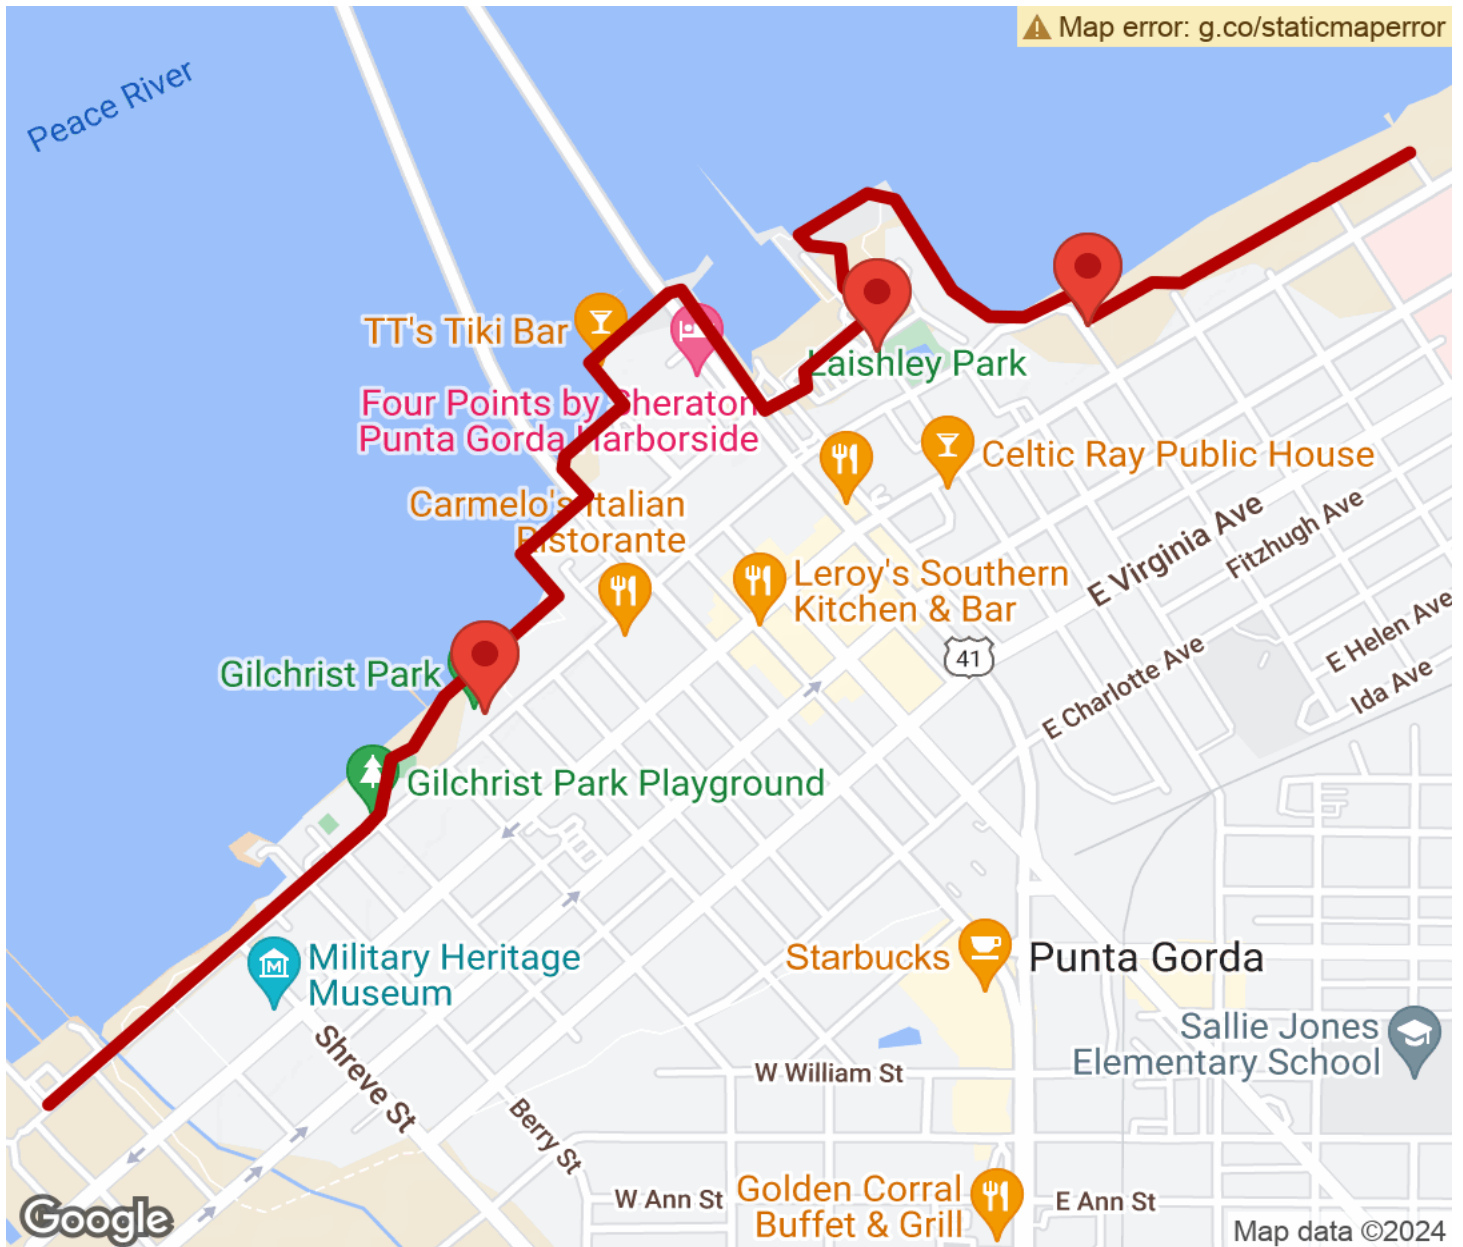 Map error: g.co/staticmaperror
Peace River
TT's Tiki Bar
Laishley Park
Four Points by Sheraton
Punta Gorda Harborside
Celtic Ray Public House
Carmelo's Italian
Ristorante
E Virginia Ave
Fitzhugh Ave
Leroy's Southern
Kitchen & Bar
E Helen Ave
41
Gilchrist Park
E Charlotte Ave
Ida Ave
Gilchrist Park Playground
Military Heritage
Museum
Starbucks
Punta Gorda
Sallie Jones
Elementary School
Shreve St
W William St
Berry St
W Ann St
Golden Corral
Buffet & Grill
E Ann St
Google
Map data ©2024